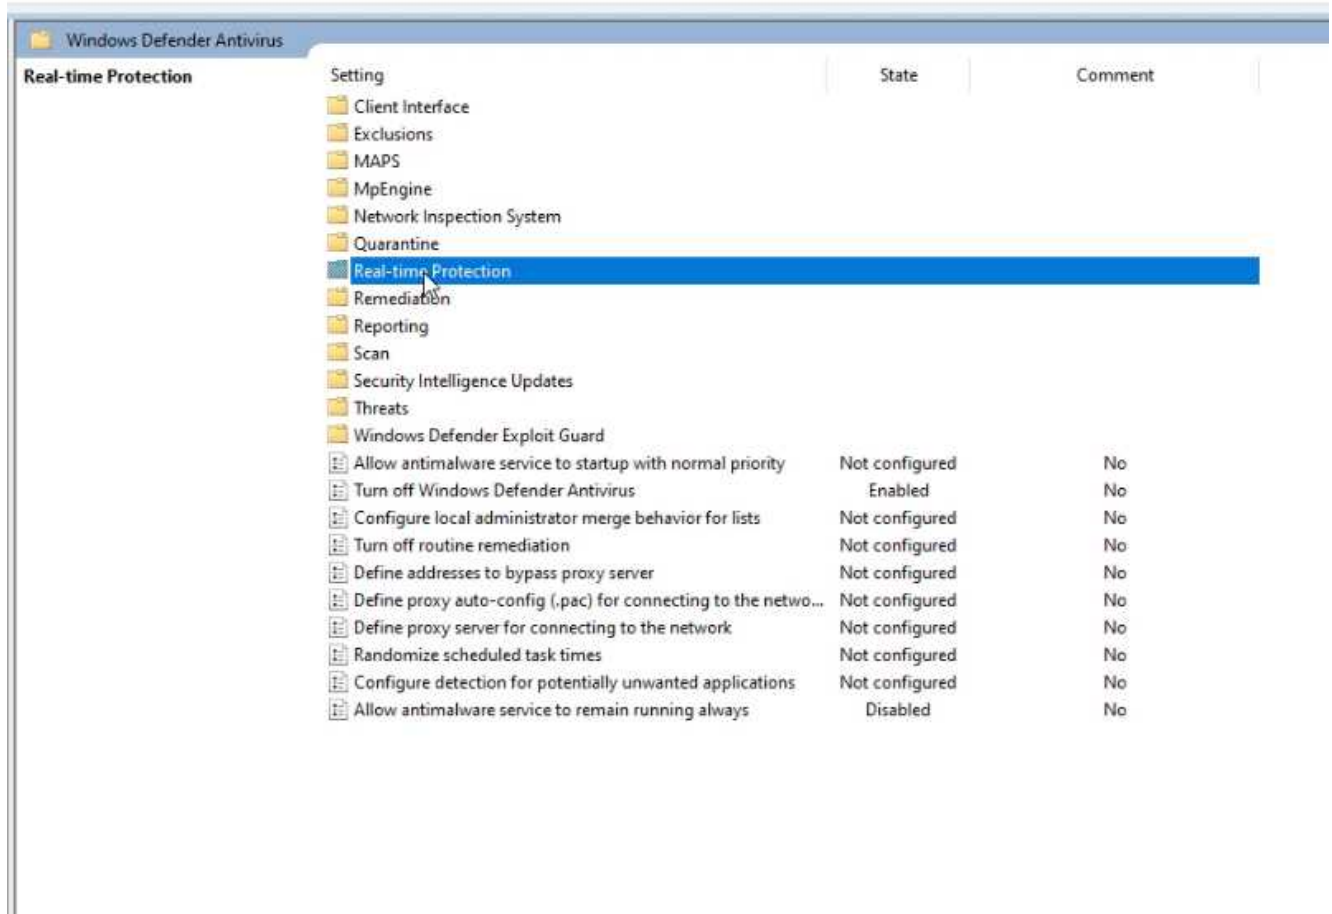 Windows Defender Antivirus
Real-time Protection
Setting State Comment
Client Interface
Exclusions
MAPS
MpEngine
Network Inspection System
Quarantine
Real-time Protection
Remediation
Reporting
Scan
Security Intelligence Updates
Threats
Windows Defender Exploit Guard
Allow antimalware service to startup with normal priority Not configured No
Turn off Windows Defender Antivirus Enabled No
Configure local administrator merge behavior for lists Not configured No
Turn off routine remediation Not configured No
Define addresses to bypass proxy server Not configured No
Define proxy auto-config (.pac) for connecting to the netwo... Not configured No
Define proxy server for connecting to the network Not configured No
Randomize scheduled task times Not configured No
Configure detection for potentially unwanted applications Not configured No
Allow antimalware service to remain running always Disabled No